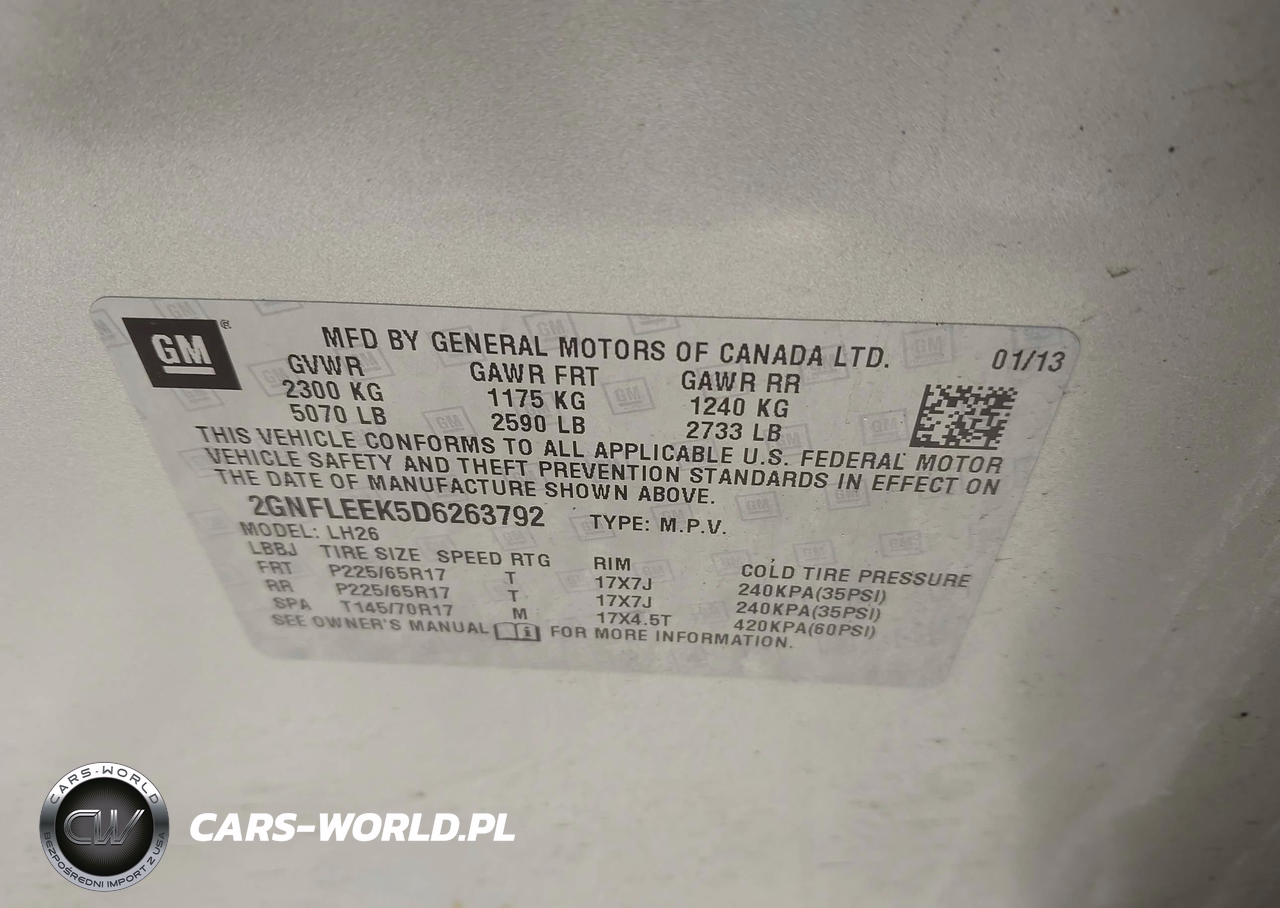 GM ®
MFD BY GENERAL MOTORS OF CANADA LTD. 01/13
GVWR GAWR FRT GAWR RR
2300 KG 1175 KG 1240 KG
5070 LB 2590 LB 2733 LB
THIS VEHICLE CONFORMS TO ALL APPLICABLE U.S. FEDERAL MOTOR
VEHICLE SAFETY AND THEFT PREVENTION STANDARDS IN EFFECT ON
THE DATE OF MANUFACTURE SHOWN ABOVE.
2GNFLEEK5D6263792 TYPE: M.P.V.
MODEL: LH26
LBBJ TIRE SIZE SPEED RTG RIM COLD TIRE PRESSURE
FRT P225/65R17 T 17X7J 240KPA(35PSI)
RR P225/65R17 T 17X7J 240KPA(35PSI)
SPA T145/70R17 M 17X4.5T 420KPA(60PSI)
SEE OWNER'S MANUAL FOR MORE INFORMATION.
CARS-WORLD
CW
BEZPOŚREDNI IMPORT Z USA
CARS-WORLD.PL